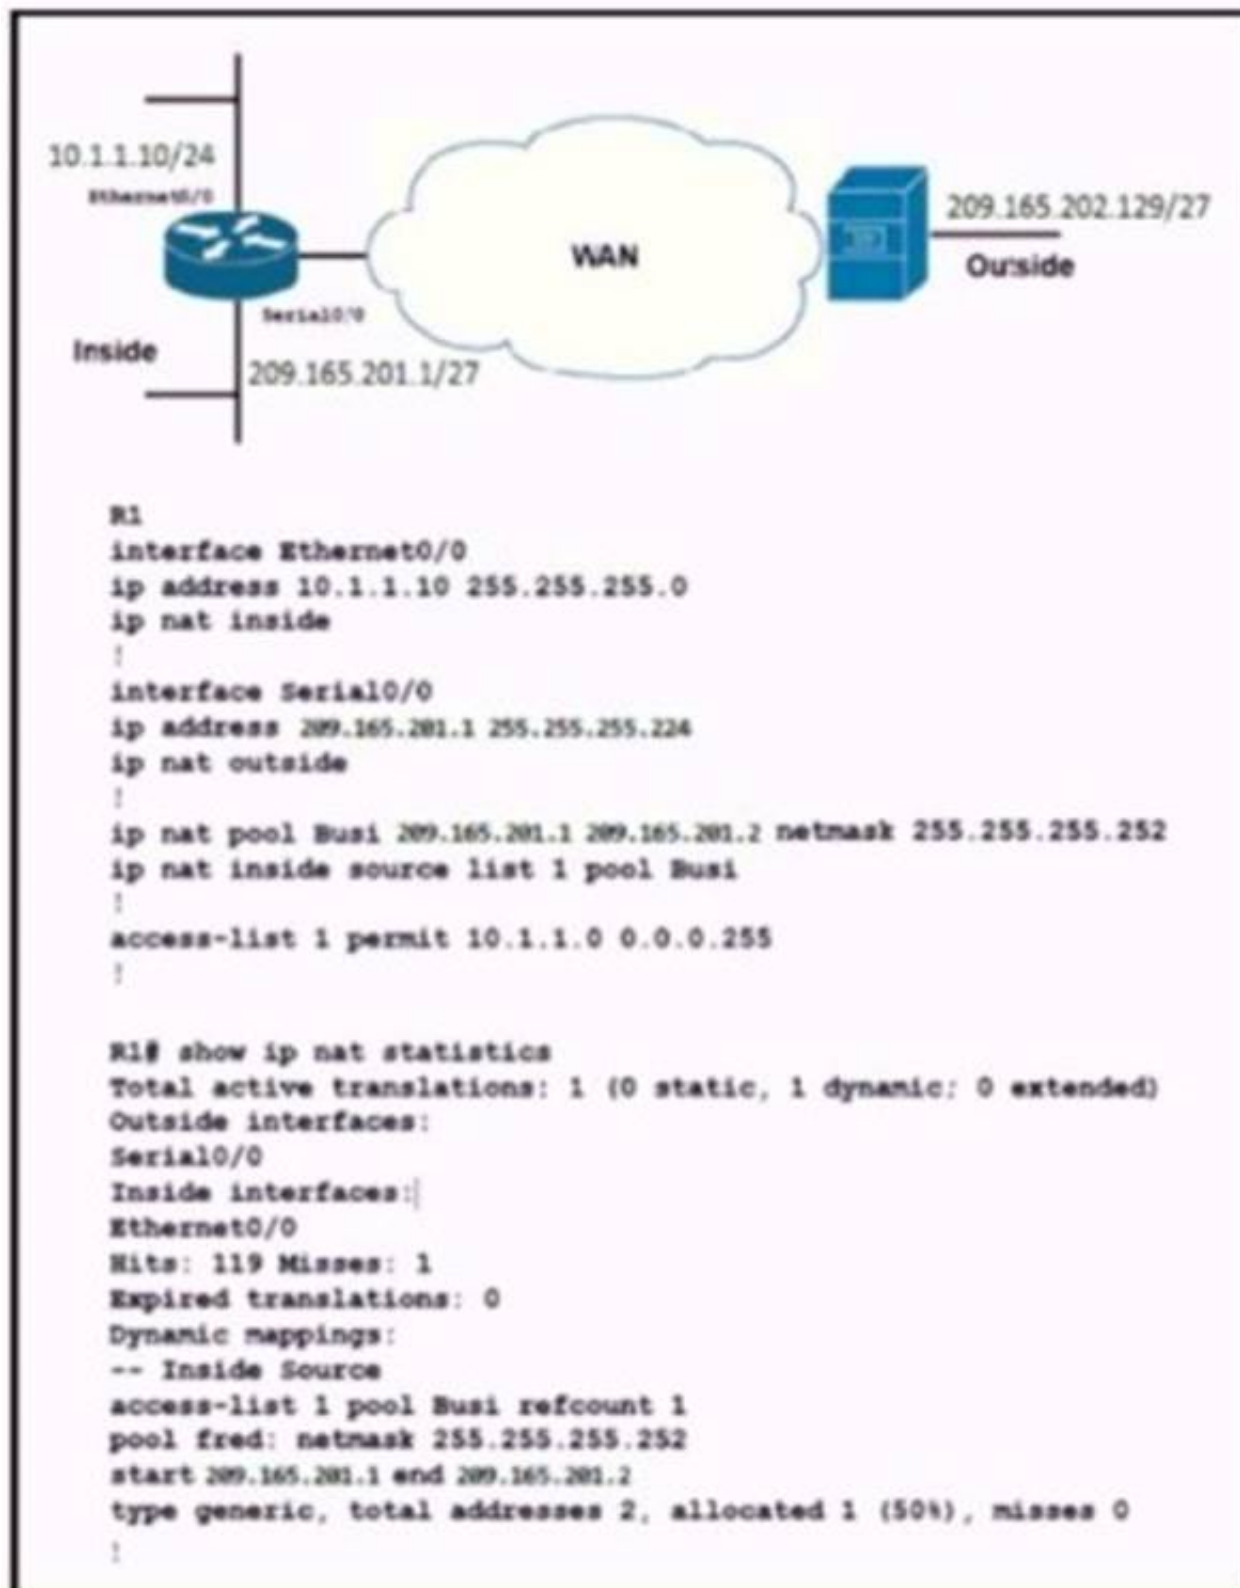 10.1.1.10/24
Ethernet0/0
WAN
209.165.202.129/27
Outside
Serial0/0
Inside
209.165.201.1/27
R1
interface Ethernet0/0
ip address 10.1.1.10 255.255.255.0
ip nat inside
!
interface Serial0/0
ip address 209.165.201.1 255.255.255.224
ip nat outside
!
ip nat pool Busi 209.165.201.1 209.165.201.2 netmask 255.255.255.252
ip nat inside source list 1 pool Busi
!
access-list 1 permit 10.1.1.0 0.0.0.255
!
R1# show ip nat statistics
Total active translations: 1 (0 static, 1 dynamic; 0 extended)
Outside interfaces:
Serial0/0
Inside interfaces:
Ethernet0/0
Hits: 119 Misses: 1
Expired translations: 0
Dynamic mappings:
-- Inside Source
access-list 1 pool Busi refcount 1
pool fred: netmask 255.255.255.252
start 209.165.201.1 end 209.165.201.2
type generic, total addresses 2, allocated 1 (50%), misses 0
!